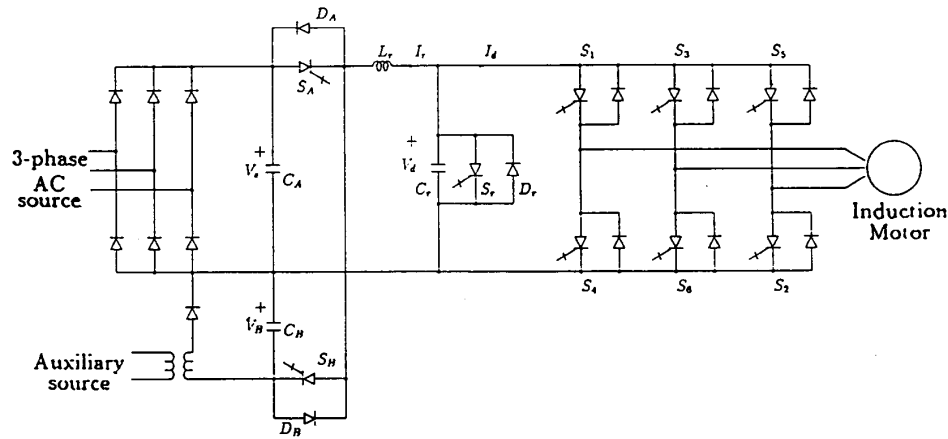 D_A
L_r I_r I_d S_1 S_3 S_5
S_A
3-phase
AC
source
+
V_a C_A
+
V_d C_r S_r D_r
Induction
Motor
S_4 S_6 S_2
+
V_B C_B
S_B
Auxiliary
source
D_B